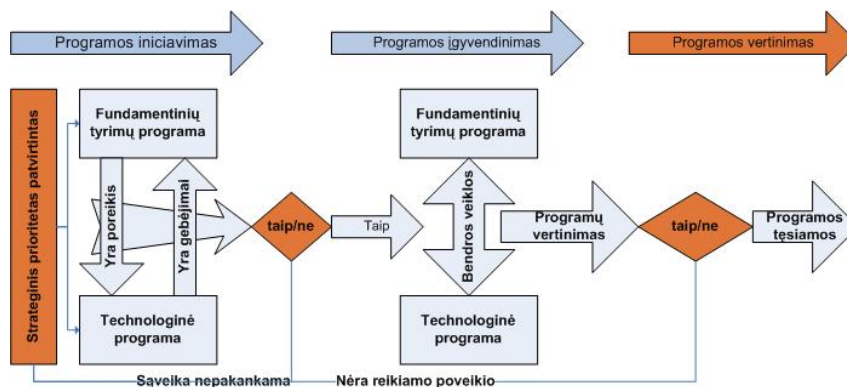 Programos iniciavimas
Programos įgyvendinimas
Programos vertinimas
Strateginis prioritetas patvirtintas
Fundamentinių
tyrimų programa
Fundamentinių
tyrimų programa
Yra poreikis
Yra gebėjimai
taip/ne
Taip
Bendros veiklos
Programų
vertinimas
taip/ne
Programos
tęsiamos
Technologinė
programa
Technologinė
programa
Sąveika nepakankama
Nėra reikiamo poveikio